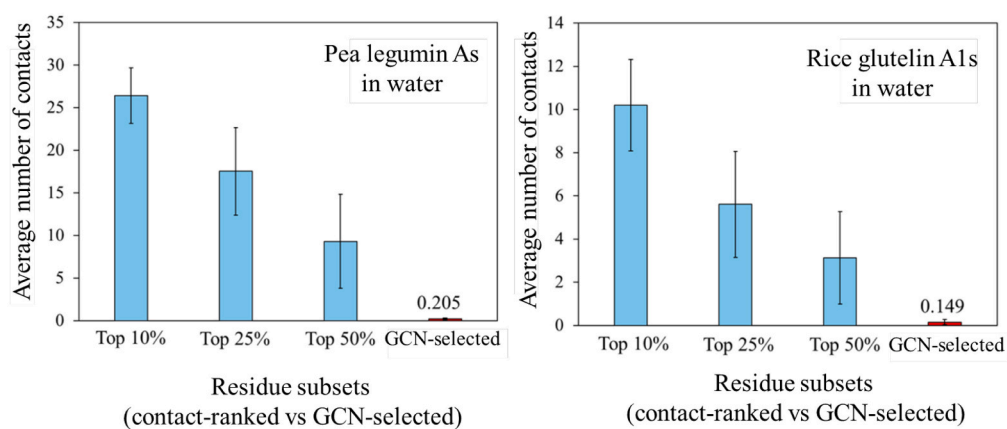 Average number of contacts
35
30
25
20
15
10
5
0
Pea legumin As
in water
0.205
Top 10%
Top 25%
Top 50%
GCN-selected
Residue subsets
(contact-ranked vs GCN-selected)
Average number of contacts
14
12
10
8
6
4
2
0
Rice glutelin A1s
in water
0.149
Top 10%
Top 25%
Top 50%
GCN-selected
Residue subsets
(contact-ranked vs GCN-selected)